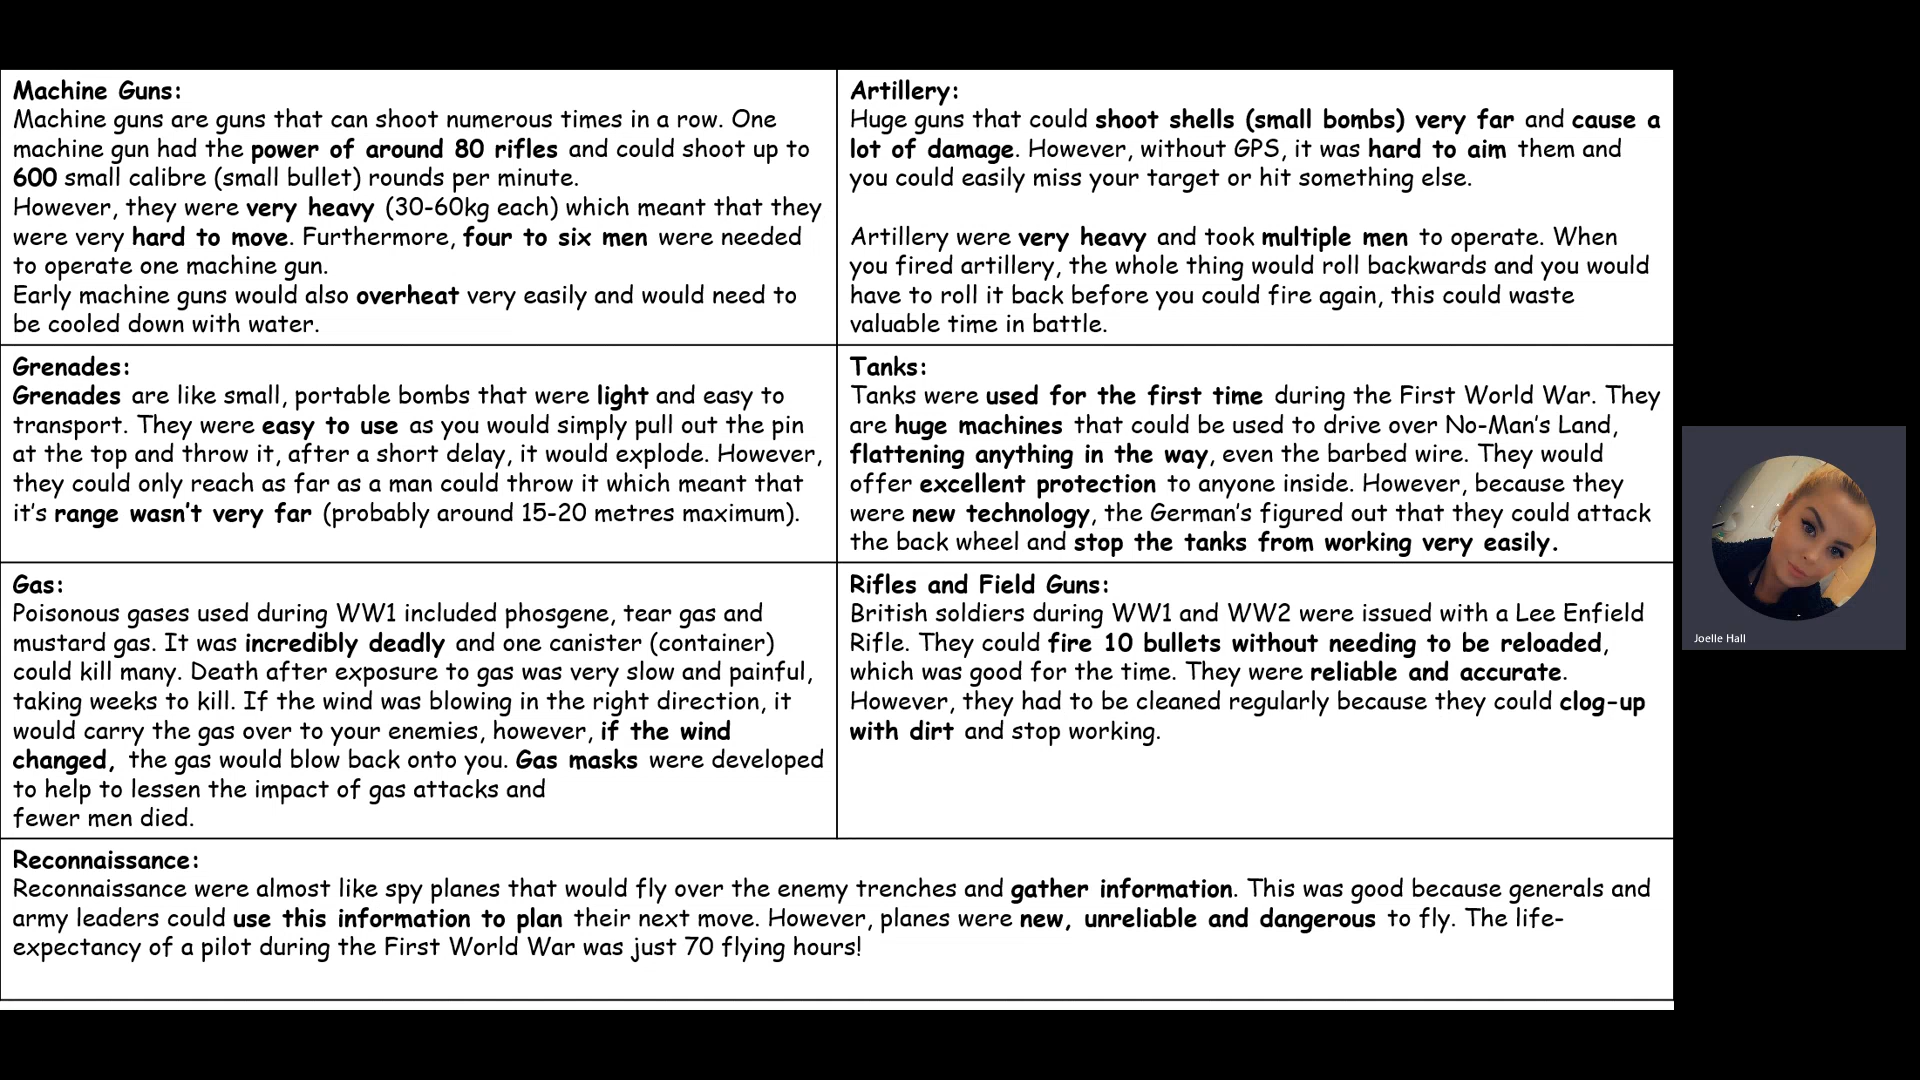 Machine Guns:
Machine guns are guns that can shoot numerous times in a row. One
machine gun had the power of around 80 rifles and could shoot up to
600 small calibre (small bullet) rounds per minute.
However, they were very heavy (30-60kg each) which meant that they
were very hard to move. Furthermore, four to six men were needed
to operate one machine gun.
Early machine guns would also overheat very easily and would need to
be cooled down with water.
Artillery:
Huge guns that could shoot shells (small bombs) very far and cause a
lot of damage. However, without GPS, it was hard to aim them and
you could easily miss your target or hit something else.
Artillery were very heavy and took multiple men to operate. When
you fired artillery, the whole thing would roll backwards and you would
have to roll it back before you could fire again, this could waste
valuable time in battle.
Grenades:
Grenades are like small, portable bombs that were light and easy to
transport. They were easy to use as you would simply pull out the pin
at the top and throw it, after a short delay, it would explode. However,
they could only reach as far as a man could throw it which meant that
it's range wasn't very far (probably around 15-20 metres maximum).
Tanks:
Tanks were used for the first time during the First World War. They
are huge machines that could be used to drive over No-Man's Land,
flattening anything in the way, even the barbed wire. They would
offer excellent protection to anyone inside. However, because they
were new technology, the German's figured out that they could attack
the back wheel and stop the tanks from working very easily.
Gas:
Poisonous gases used during WW1 included phosgene, tear gas and
mustard gas. It was incredibly deadly and one canister (container)
could kill many. Death after exposure to gas was very slow and painful,
taking weeks to kill. If the wind was blowing in the right direction, it
would carry the gas over to your enemies, however, if the wind
changed, the gas would blow back onto you. Gas masks were developed
to help to lessen the impact of gas attacks and
fewer men died.
Rifles and Field Guns:
British soldiers during WW1 and WW2 were issued with a Lee Enfield
Rifle. They could fire 10 bullets without needing to be reloaded,
which was good for the time. They were reliable and accurate.
However, they had to be cleaned regularly because they could clog-up
with dirt and stop working.
Reconnaissance:
Reconnaissance were almost like spy planes that would fly over the enemy trenches and gather information. This was good because generals and
army leaders could use this information to plan their next move. However, planes were new, unreliable and dangerous to fly. The life-
expectancy of a pilot during the First World War was just 70 flying hours!
Joelle Hall